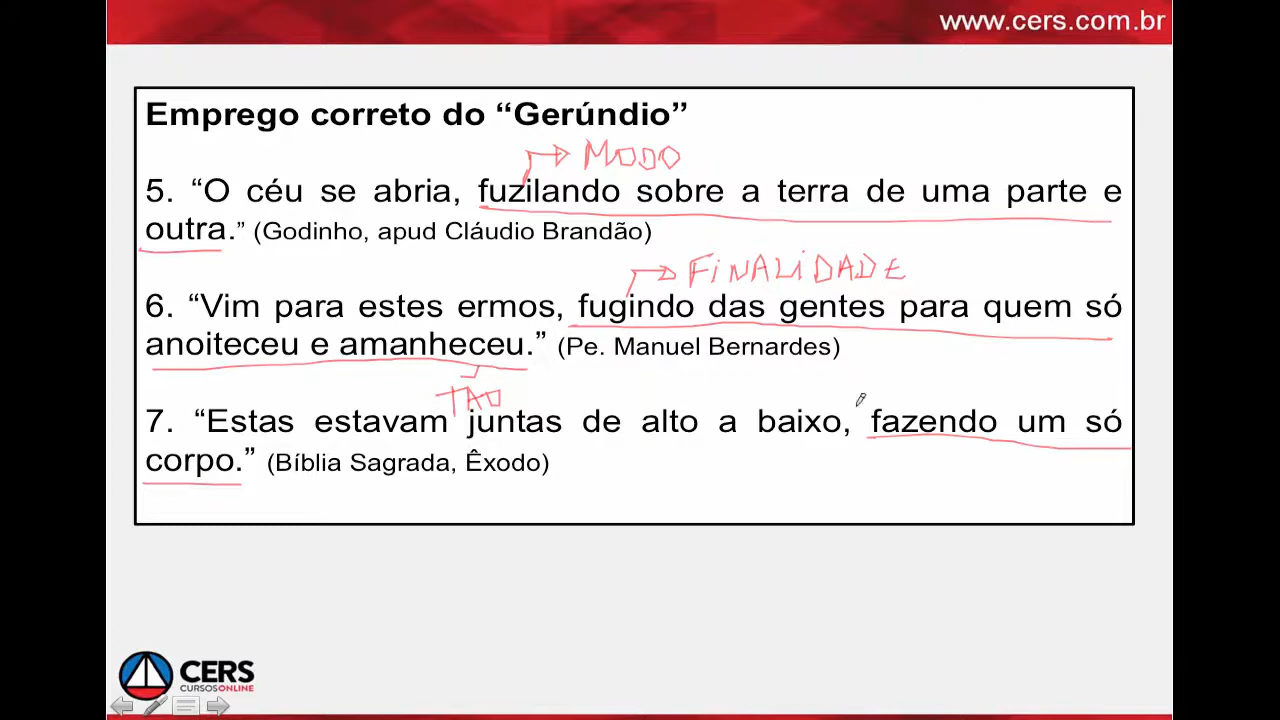 www.cers.com.br
Emprego correto do “Gerúndio”
MODO
5. “O céu se abria, fuzilando sobre a terra de uma parte e
outra.” (Godinho, apud Cláudio Brandão)
FINALIDADE
6. “Vim para estes ermos, fugindo das gentes para quem só
anoiteceu e amanheceu.” (Pe. Manuel Bernardes)
TÃO
7. “Estas estavam juntas de alto a baixo, fazendo um só
corpo.” (Bíblia Sagrada, Êxodo)
CERS
CURSOSONLINE